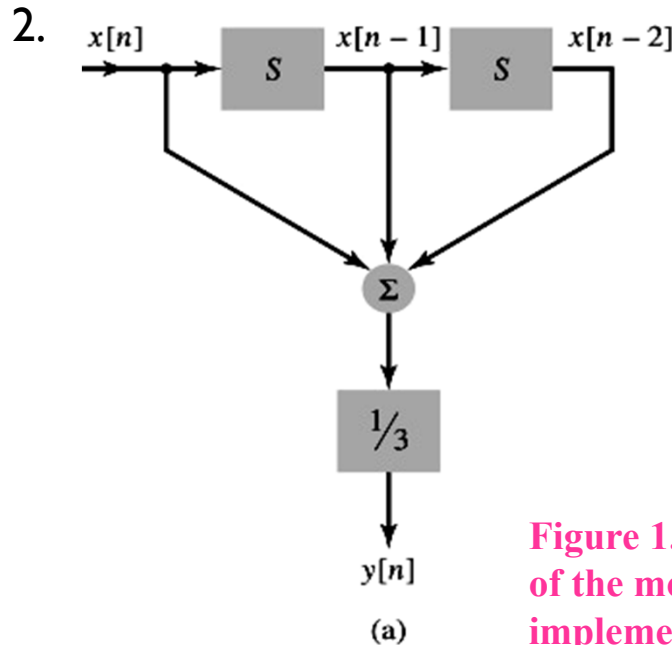 2.
x[n] x[n − 1] x[n − 2]
S S
Σ
1/3
y[n]
(a)
Figure 1.
of the mo
impleme